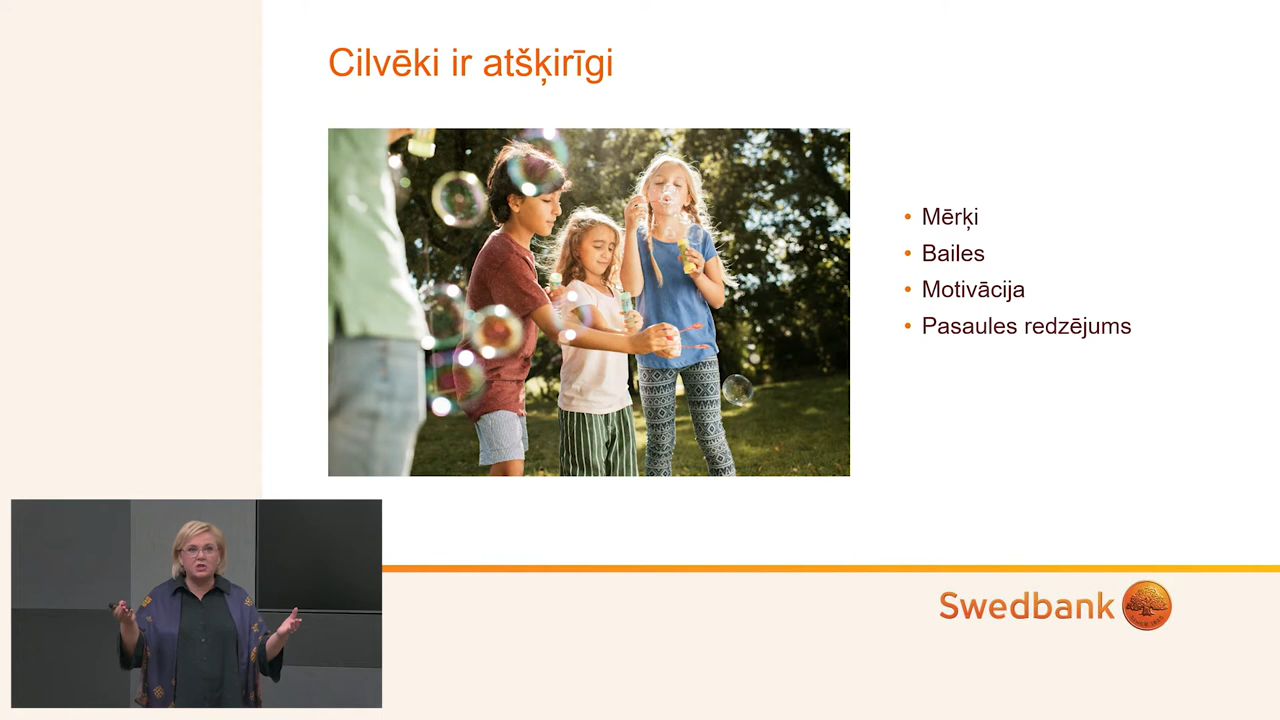 Cilvēki ir atšķirīgi
• Mērķi
• Bailes
• Motivācija
• Pasaules redzējums
Swedbank